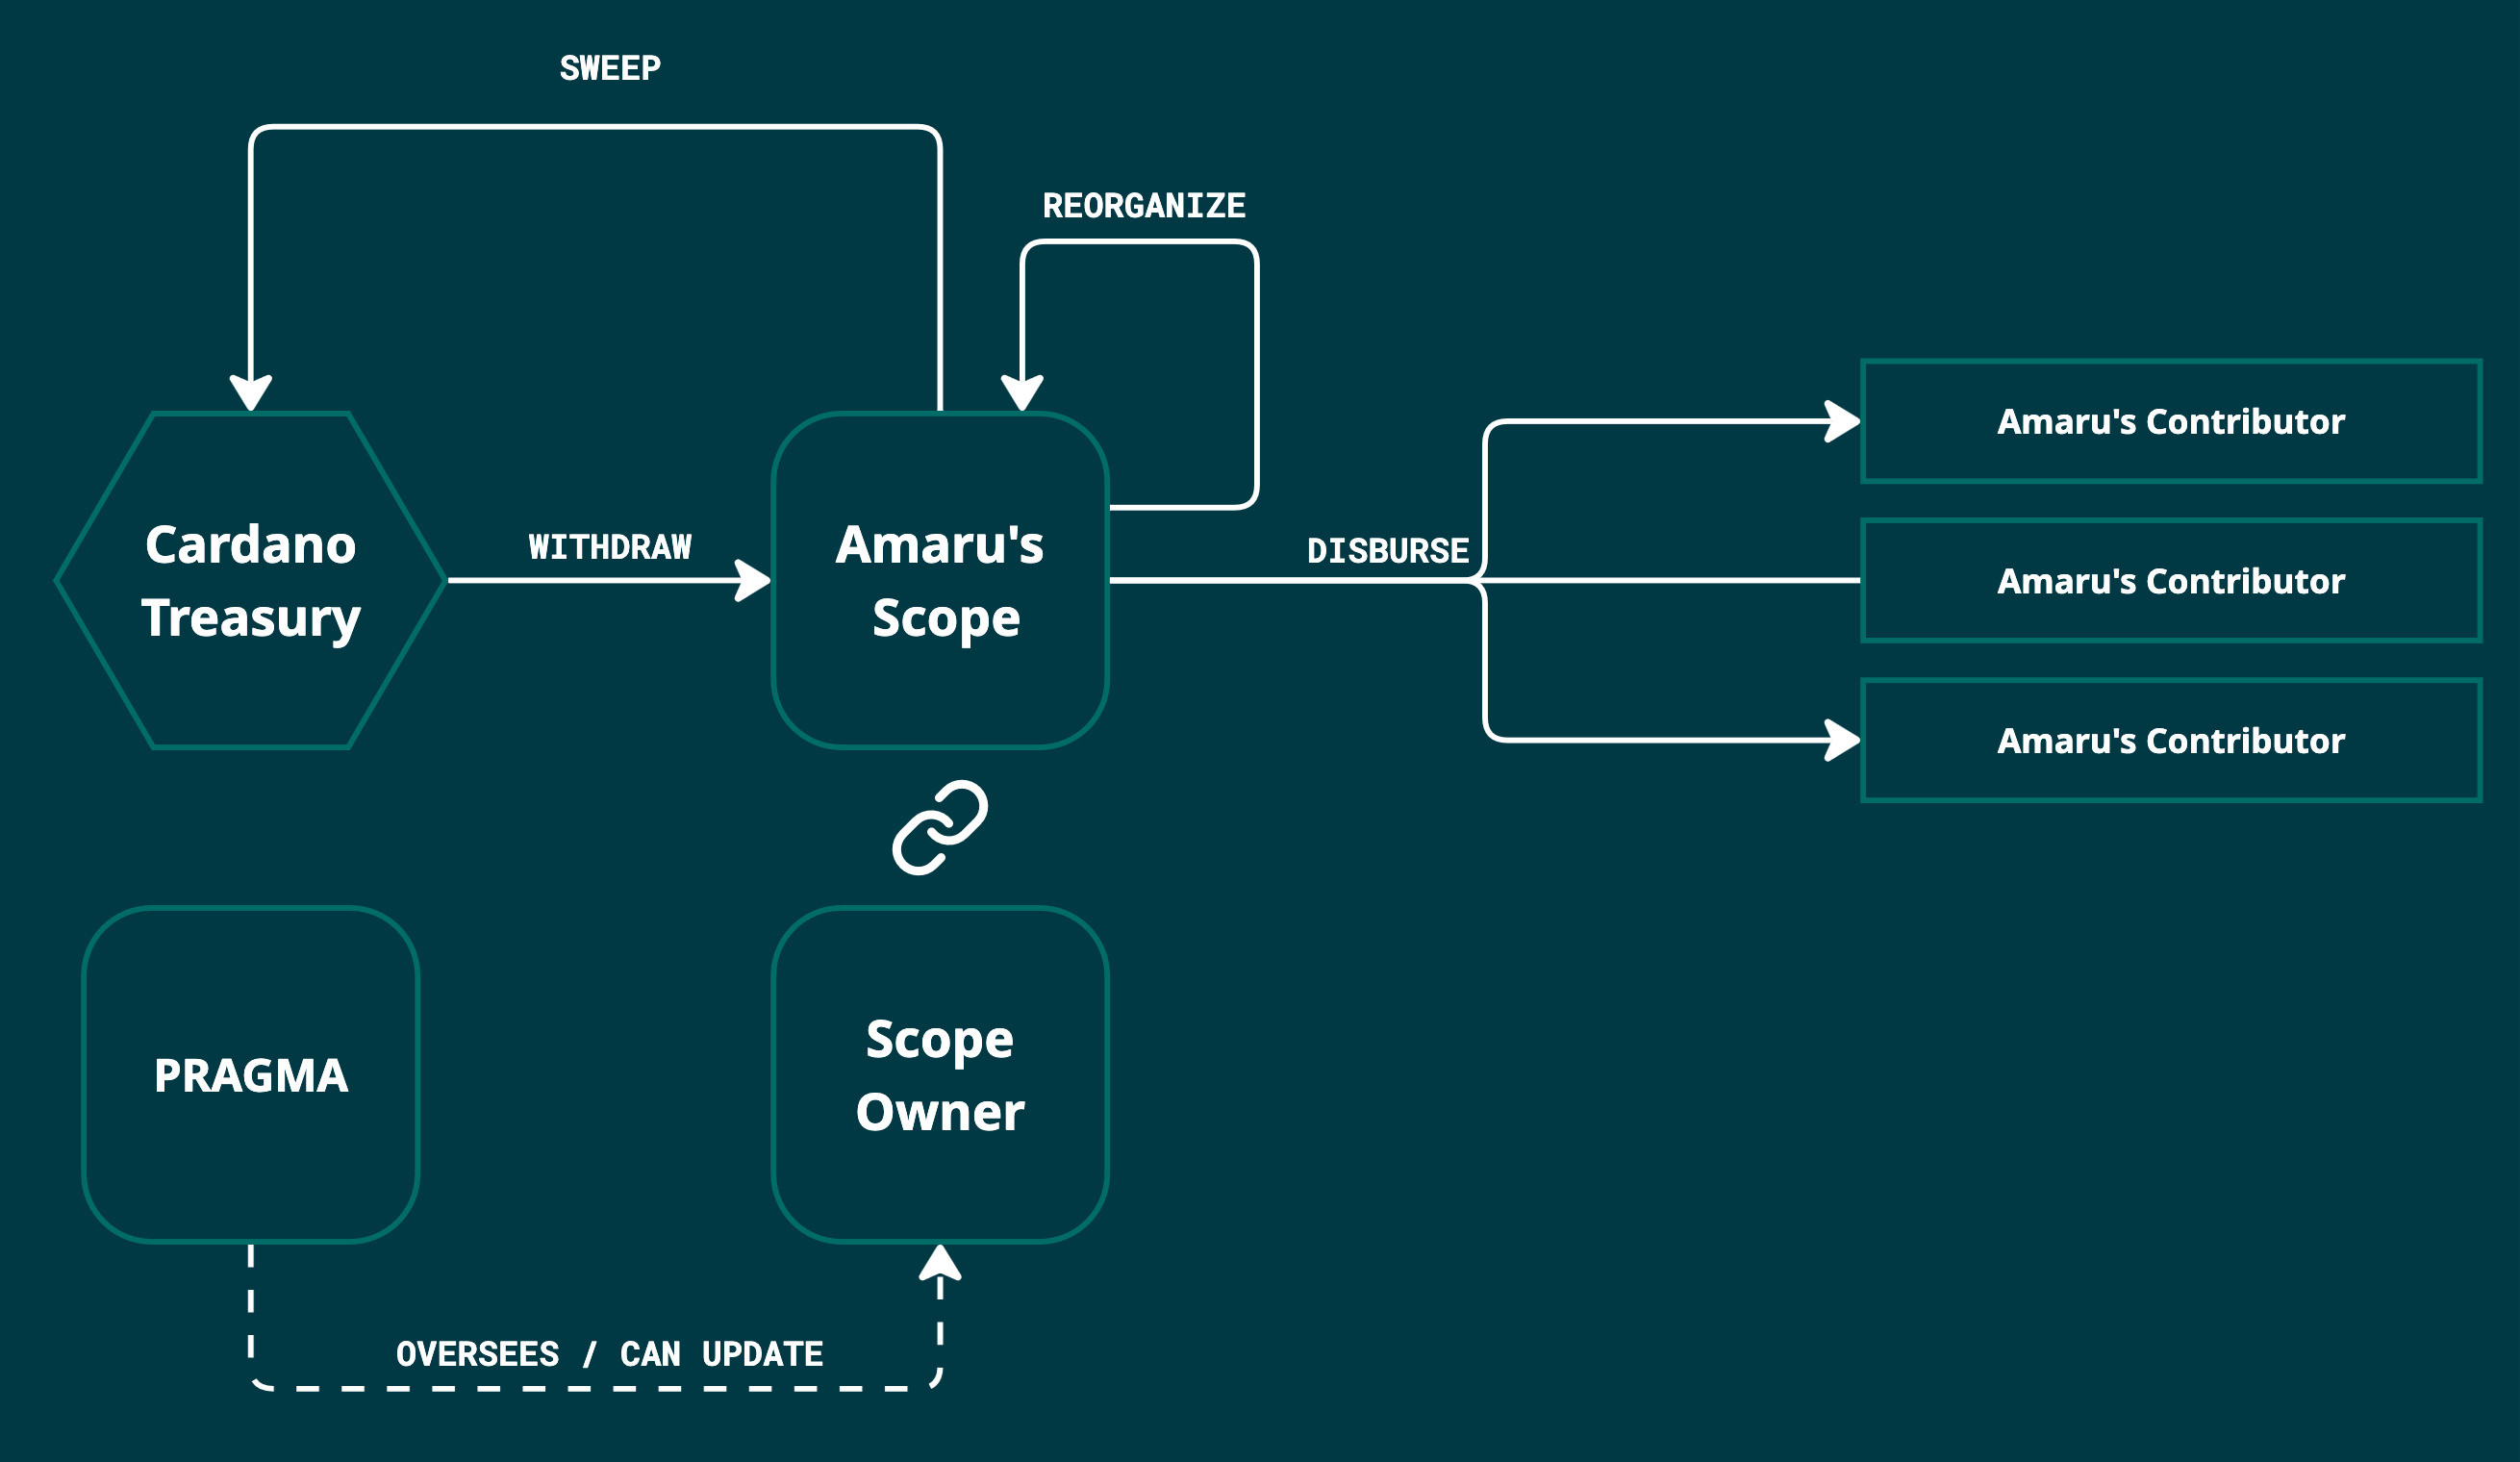 SWEEP
REORGANIZE
Cardano
Treasury
WITHDRAW
Amaru's
Scope
DISBURSE
Amaru's Contributor
Amaru's Contributor
Amaru's Contributor
PRAGMA
Scope
Owner
OVERSEES / CAN UPDATE